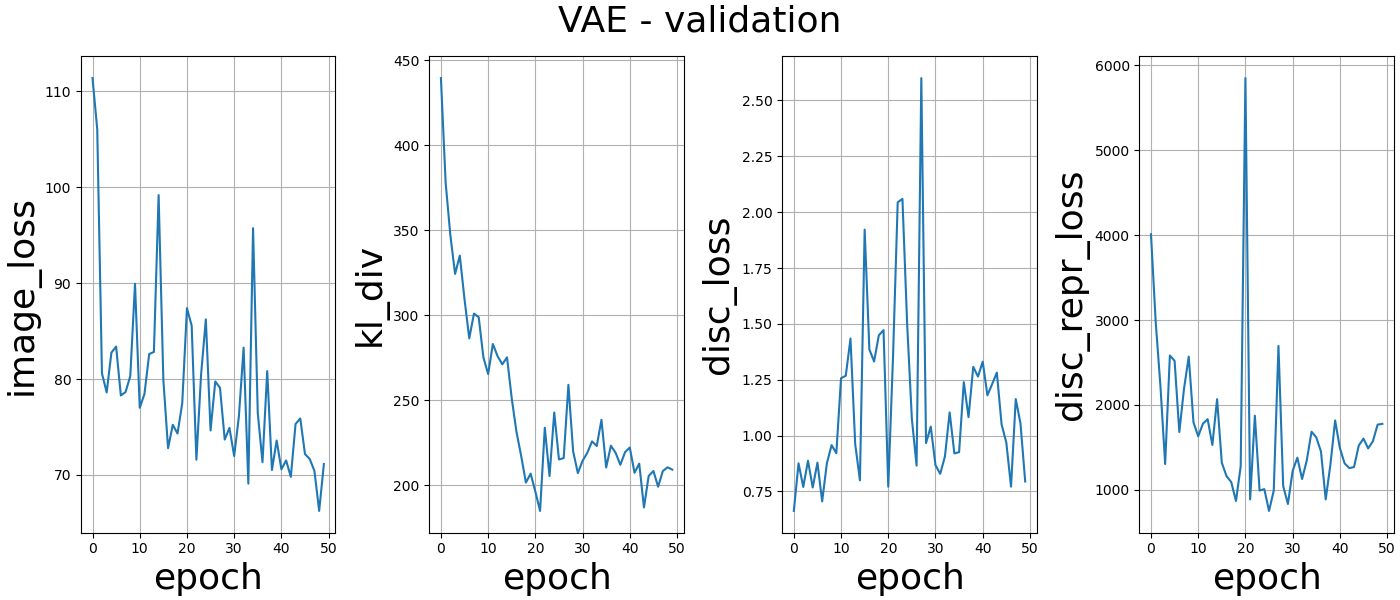 VAE - validation
image_loss
110
100
90
80
70
0 10 20 30 40 50
epoch
kl_div
450
400
350
300
250
200
0 10 20 30 40 50
epoch
disc_loss
2.50
2.25
2.00
1.75
1.50
1.25
1.00
0.75
0 10 20 30 40 50
epoch
disc_repr_loss
6000
5000
4000
3000
2000
1000
0 10 20 30 40 50
epoch